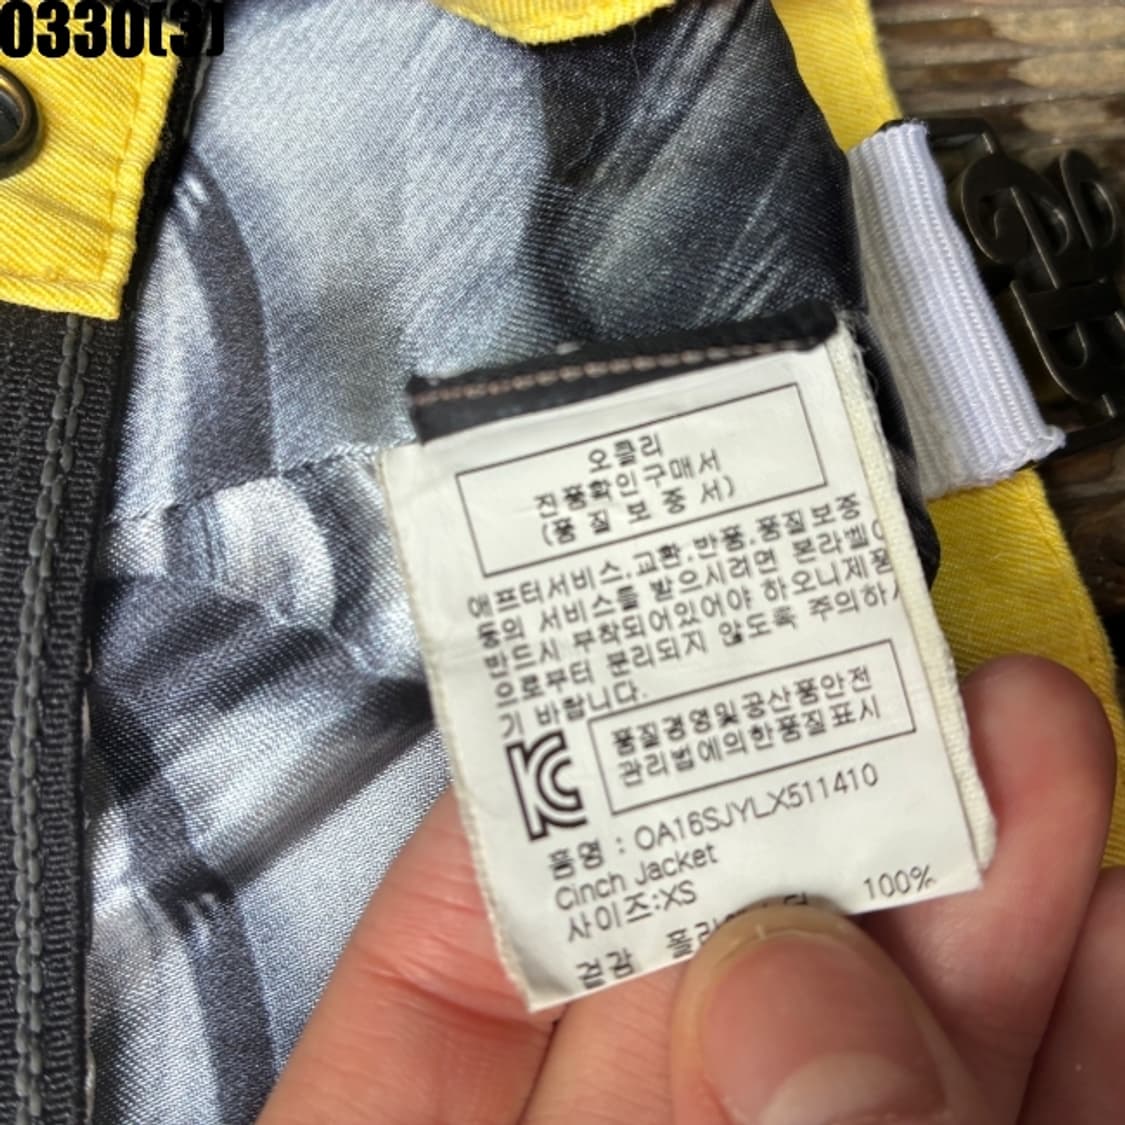 0330(3)
오클리
진품확인구매서
(품 질 보 증 서)
애프터서비스.교환.반품.품질보증
등의 서비스를 받으시려면 본라벨이
반드시 부착되어있어야 하오니제품
으로부터 분리되지 않도록 주의하시
기 바랍니다.
품질경영및공산품안전
관리법에의한품질표시
품명 : OA16SJYLX511410
Cinch Jacket
사이즈:XS
겉감 100%